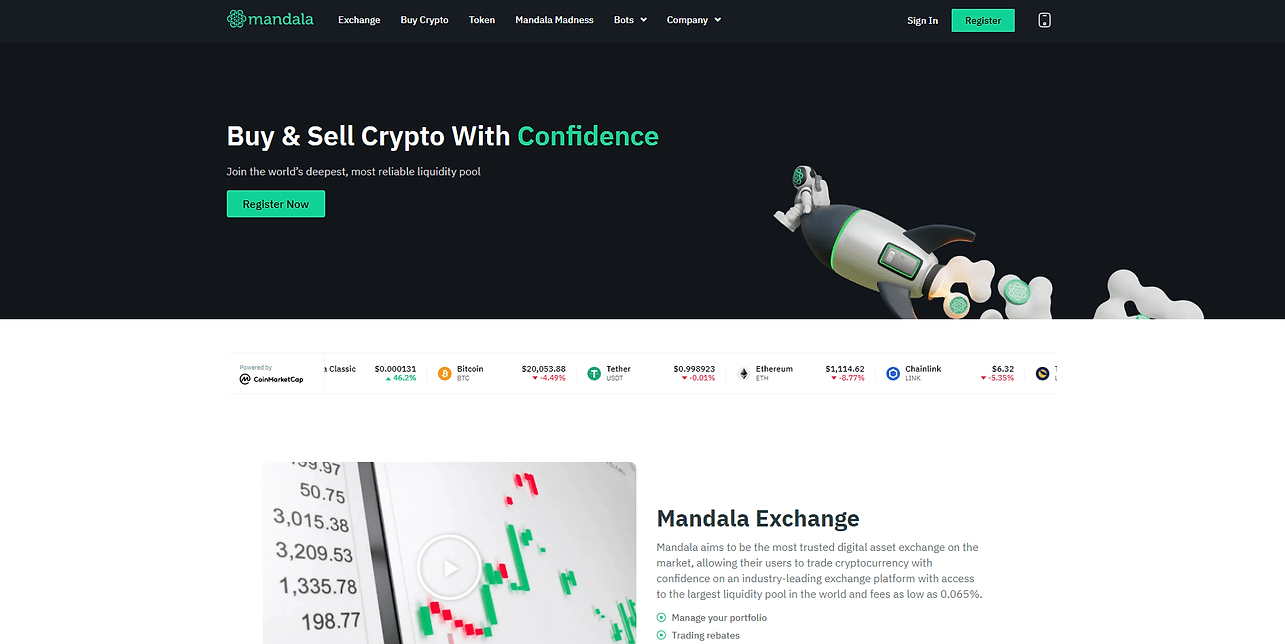 mandala
Exchange
Buy Crypto
Token
Mandala Madness
Bots
Company
Sign In
Register
Buy & Sell Crypto With Confidence
Join the world's deepest, most reliable liquidity pool
Register Now
Powered by
CoinMarketCap
a Classic
$0.000131
46.2%
Bitcoin
BTC
$20,053.88
-4.49%
Tether
USDT
$0.998923
-0.01%
Ethereum
ETH
$1,114.62
-8.77%
Chainlink
LINK
$6.32
-5.35%
50.75
3,015.38
3,209.53
1,335.78
198.77
Mandala Exchange
Mandala aims to be the most trusted digital asset exchange on the
market, allowing their users to trade cryptocurrency with
confidence on an industry-leading exchange platform with access
to the largest liquidity pool in the world and fees as low as 0.065%.
Manage your portfolio
Trading rebates